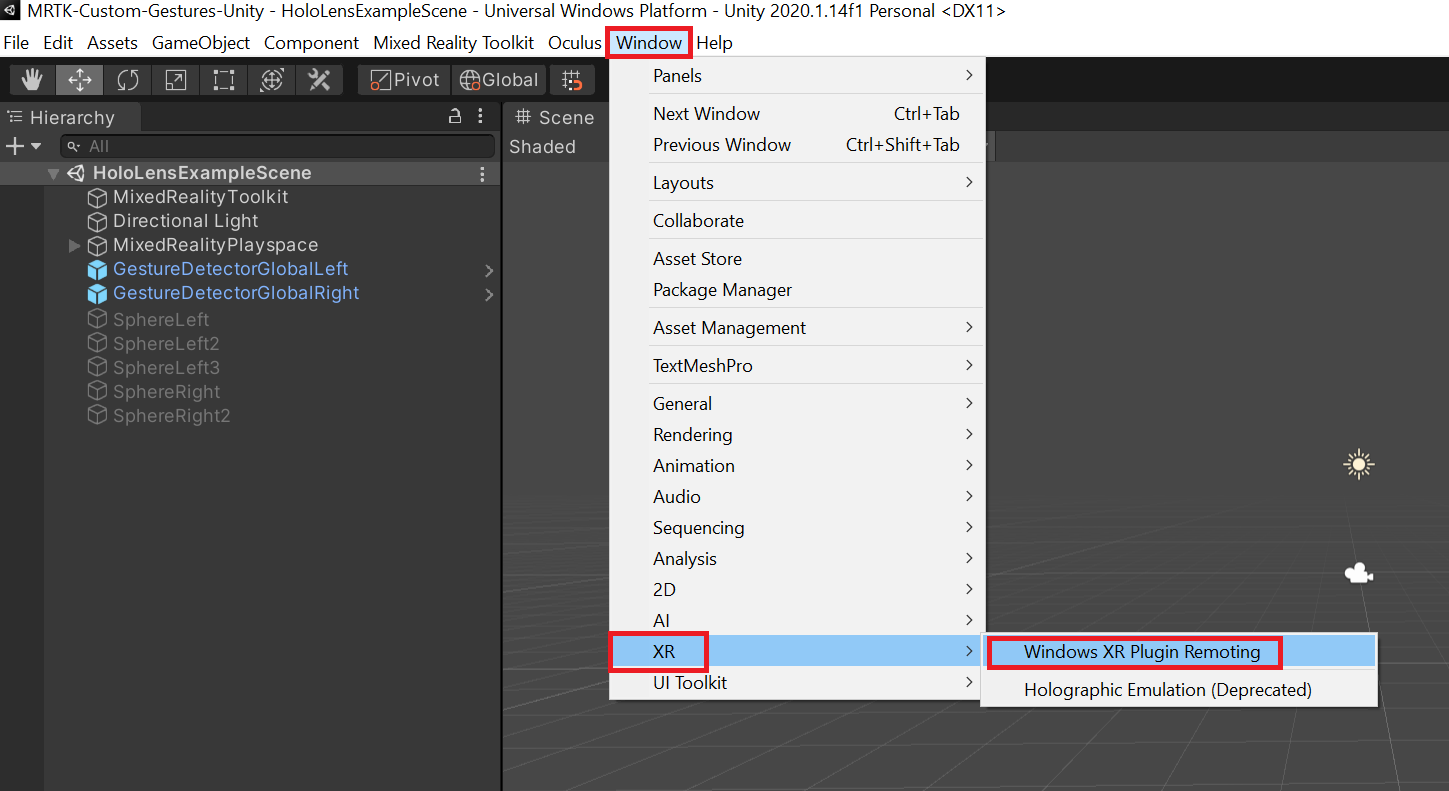 MRTK-Custom-Gestures-Unity - HoloLensExampleScene - Universal Windows Platform - Unity 2020.1.14f1 Personal <DX11>
File Edit Assets GameObject Component Mixed Reality Toolkit Oculus Window Help
Pivot Global
Hierarchy
All
HoloLensExampleScene
MixedRealityToolkit
Directional Light
MixedRealityPlayspace
GestureDetectorGlobalLeft
GestureDetectorGlobalRight
SphereLeft
SphereLeft2
SphereLeft3
SphereRight
SphereRight2
Scene
Shaded
Panels
Next Window Ctrl+Tab
Previous Window Ctrl+Shift+Tab
Layouts
Collaborate
Asset Store
Package Manager
Asset Management
TextMeshPro
General
Rendering
Animation
Audio
Sequencing
Analysis
2D
AI
XR
UI Toolkit
Windows XR Plugin Remoting
Holographic Emulation (Deprecated)